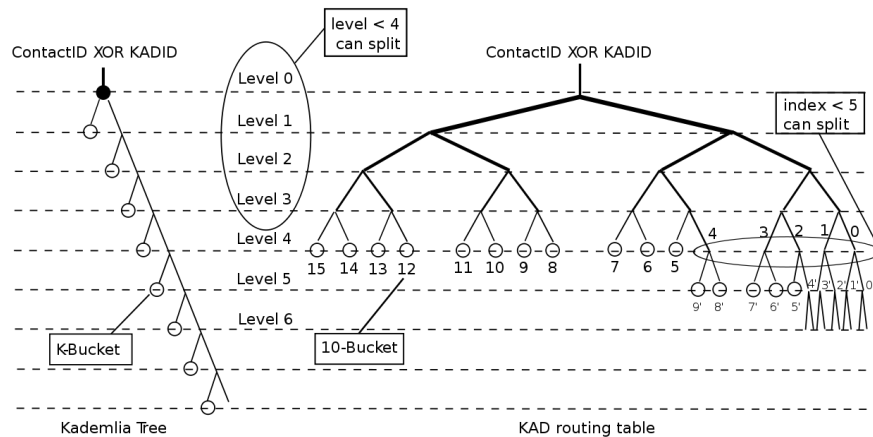 level < 4
can split
ContactID XOR KADID
ContactID XOR KADID
Level 0
index < 5
can split
Level 1
Level 2
Level 3
Level 4
4
3
2
1
0
15
14
13
12
11
10
9
8
7
6
5
Level 5
4'
3'
2'
1'
0
9'
8'
7'
6'
5'
Level 6
K-Bucket
10-Bucket
Kademlia Tree
KAD routing table